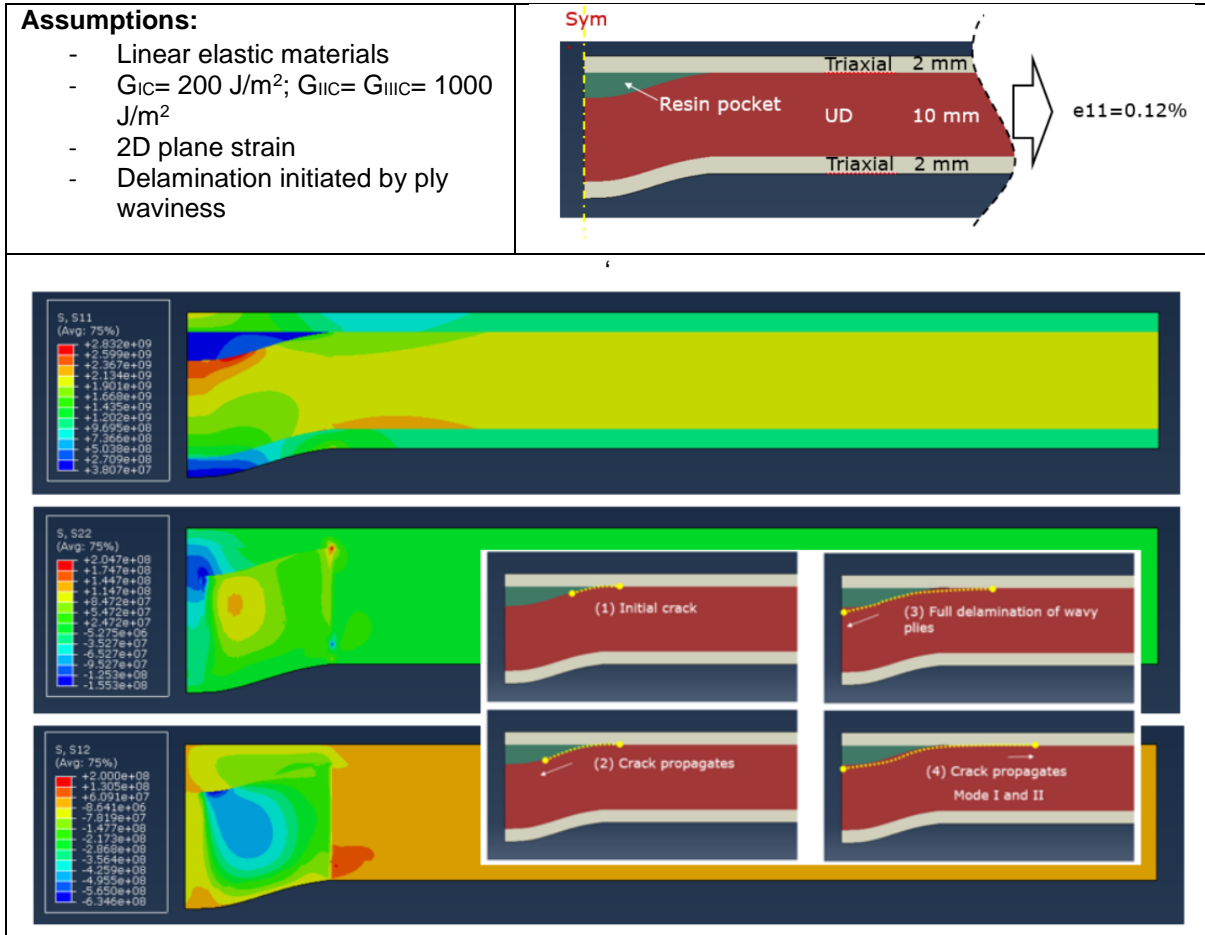 Assumptions:
- Linear elastic materials
- GIC= 200 J/m2; GIIC= GIIIC= 1000
J/m2
- 2D plane strain
- Delamination initiated by ply
waviness
Sym
Triaxial 2 mm
Resin pocket
UD 10 mm
Triaxial 2 mm
e11=0.12%
‘
S, S11
(Avg: 75%)
+2.832e+09
+2.599e+09
+2.367e+09
+2.134e+09
+1.901e+09
+1.668e+09
+1.435e+09
+1.202e+09
+9.695e+08
+7.366e+08
+5.038e+08
+2.709e+08
+3.807e+07
S, S22
(Avg: 75%)
+2.047e+08
+1.747e+08
+1.447e+08
+1.147e+08
+8.472e+07
+5.472e+07
+2.472e+07
-5.275e+06
-3.527e+07
-6.527e+07
-9.527e+07
-1.253e+08
-1.553e+08
(1) Initial crack
(3) Full delamination of wavy
plies
S, S12
(Avg: 75%)
+2.000e+08
+1.305e+08
+6.091e+07
-8.641e+06
-7.819e+07
-1.477e+08
-2.173e+08
-2.868e+08
-3.564e+08
-4.259e+08
-4.955e+08
-5.650e+08
-6.346e+08
(2) Crack propagates
(4) Crack propagates
Mode I and II